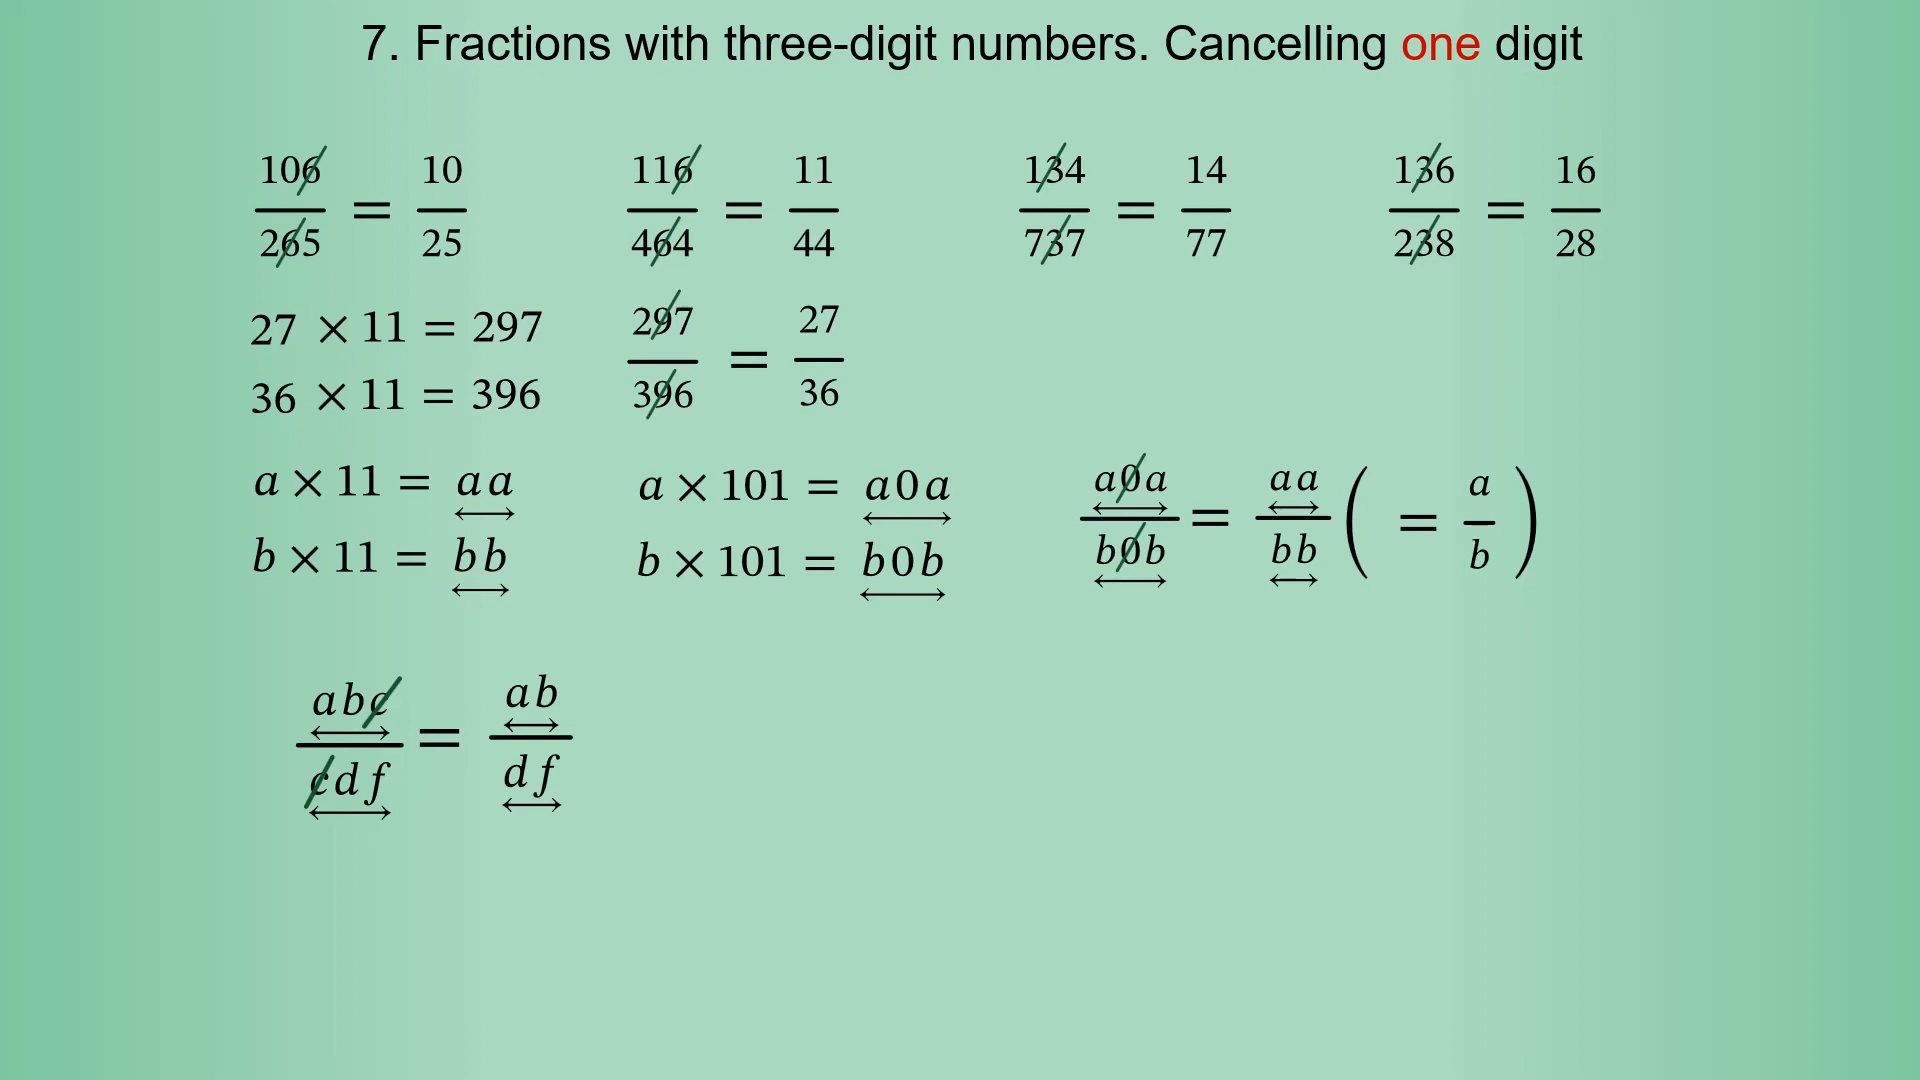 7. Fractions with three-digit numbers. Cancelling one digit
106/265 = 10/25   116/464 = 11/44   134/737 = 14/77   136/238 = 16/28
27 × 11 = 297   297/396 = 27/36
36 × 11 = 396
a × 11 = aa   a × 101 = a0a   a0a/b0b = aa/bb ( = a/b )
b × 11 = bb   b × 101 = b0b
abc/cdf = ab/df